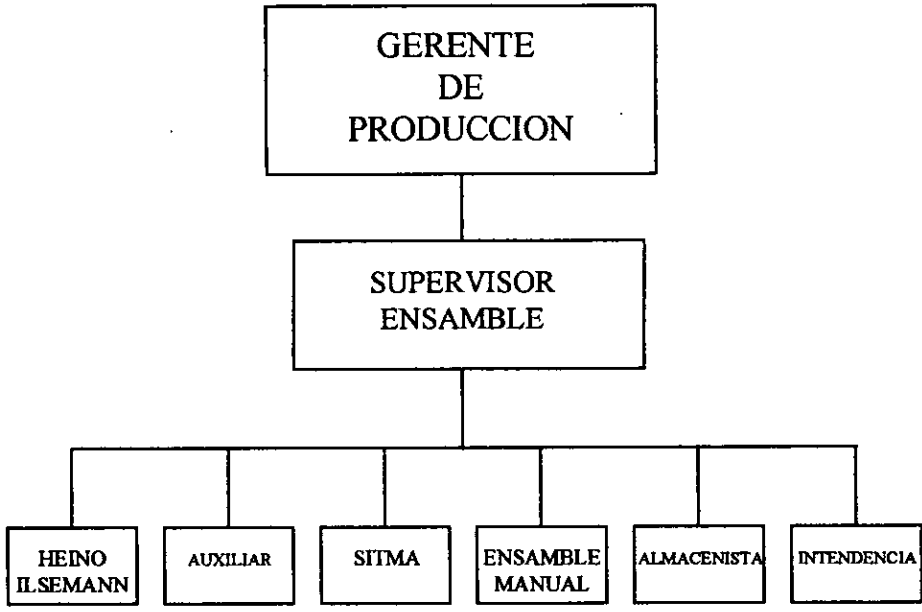 GERENTE
DE
PRODUCCION
SUPERVISOR
ENSAMBLE
HEINO
ILSEMANN
AUXILIAR
SITMA
ENSAMBLE
MANUAL
ALMACENISTA
INTENDENCIA